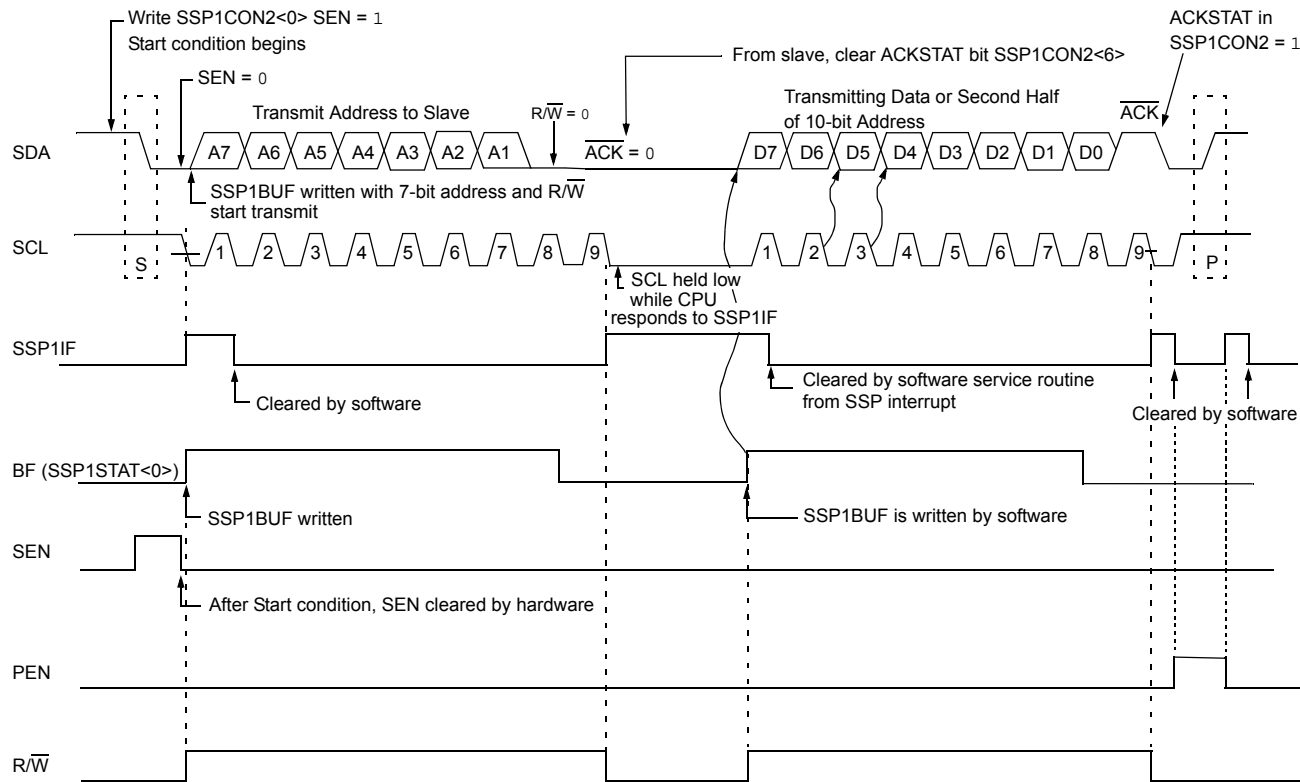 Write SSP1CON2<0> SEN = 1
Start condition begins
SEN = 0
From slave, clear ACKSTAT bit SSP1CON2<6>
ACKSTAT in
SSP1CON2 = 1
Transmit Address to Slave
R/W̅ = 0
Transmitting Data or Second Half
of 10-bit Address
A̅C̅K̅
SDA
A7 A6 A5 A4 A3 A2 A1
A̅C̅K̅ = 0
D7 D6 D5 D4 D3 D2 D1 D0
SSP1BUF written with 7-bit address and R/W̅
start transmit
SCL
S
1 2 3 4 5 6 7 8 9
1 2 3 4 5 6 7 8 9
P
SCL held low
while CPU
responds to SSP1IF
SSP1IF
Cleared by software
Cleared by software service routine
from SSP interrupt
Cleared by software
BF (SSP1STAT<0>)
SSP1BUF written
SSP1BUF is written by software
SEN
After Start condition, SEN cleared by hardware
PEN
R/W̅